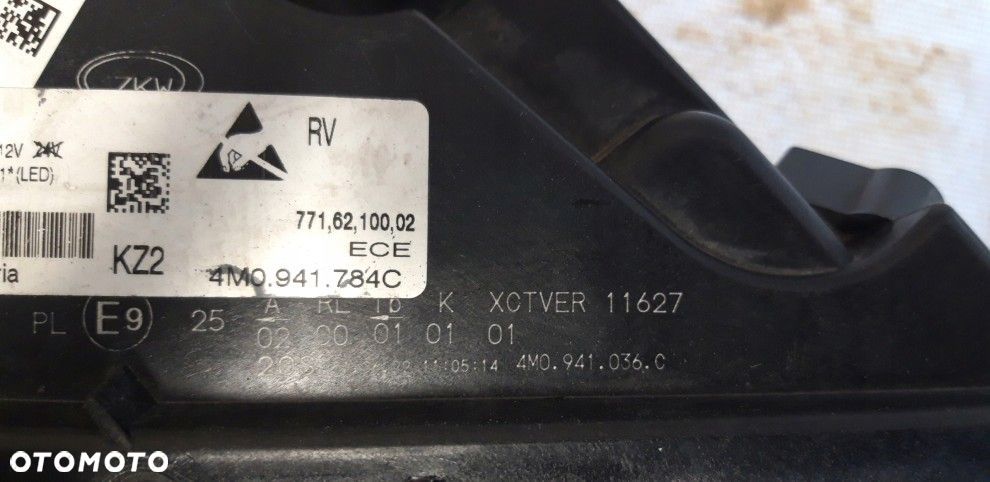 ZKW
12V 24V
1*(LED)
RV
771,62,100,02
ECE
KZ2
4M0.941.784C
A RL 1b K XCTVER 11627
PL E9 25
02 00 01 01 01
11:05:14 4M0.941.036.C
OTOMOTO